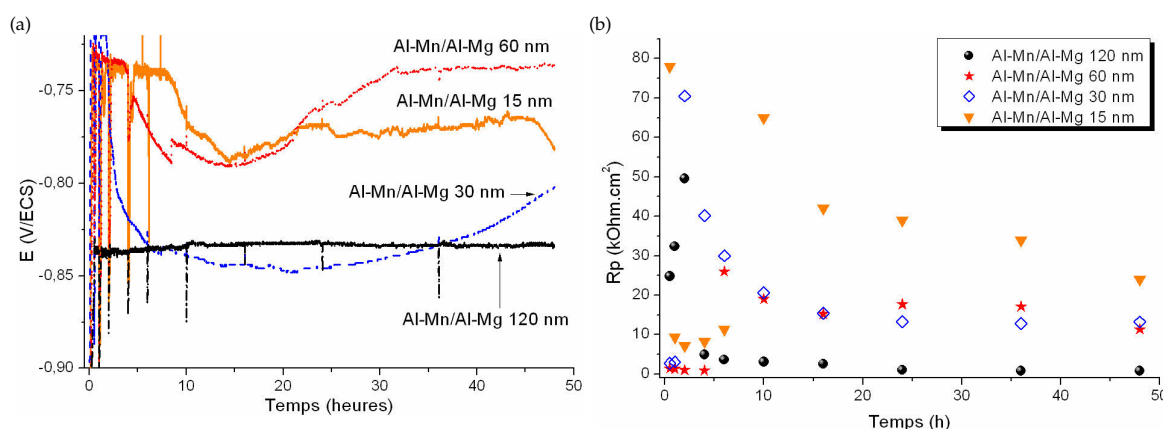 (a)
-0,75
-0,80
-0,85
-0,90
E (V/ECS)
0
10
20
30
40
50
Temps (heures)
Al-Mn/Al-Mg 60 nm
Al-Mn/Al-Mg 15 nm
Al-Mn/Al-Mg 30 nm
Al-Mn/Al-Mg 120 nm
(b)
80
70
60
50
40
30
20
10
0
Rp (kOhm.cm²)
0
10
20
30
40
50
Temps (h)
Al-Mn/Al-Mg 120 nm
Al-Mn/Al-Mg 60 nm
Al-Mn/Al-Mg 30 nm
Al-Mn/Al-Mg 15 nm